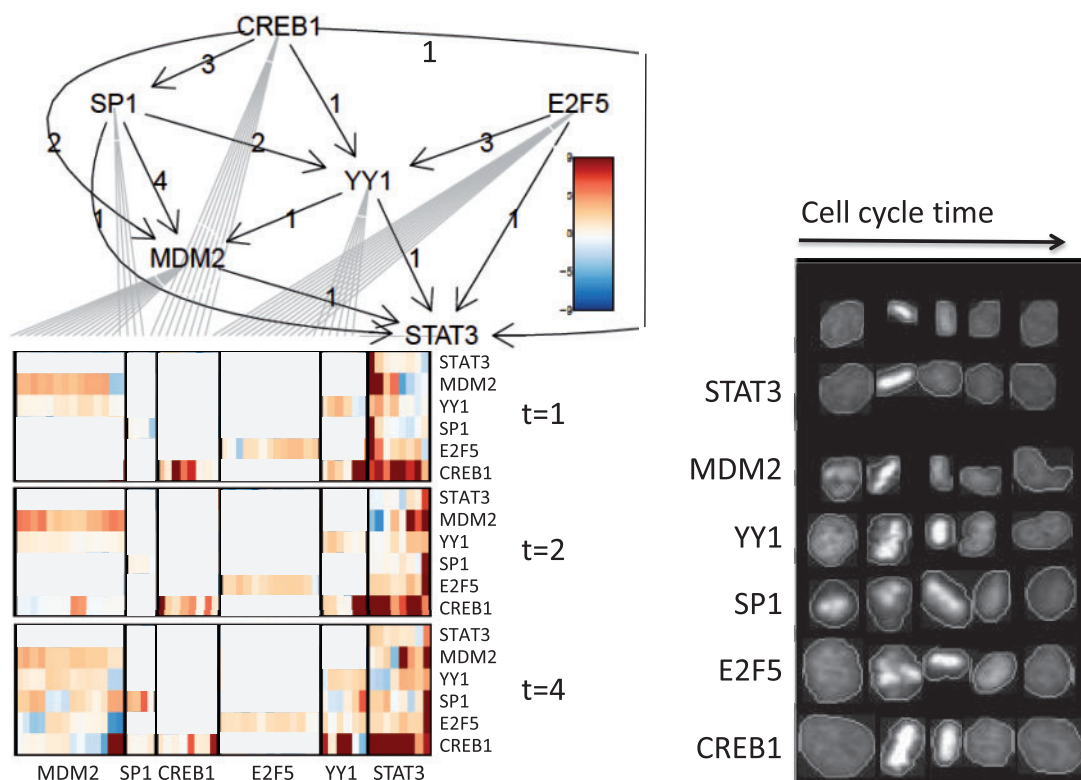 CREB1
1
3
SP1
E2F5
1
2
2
3
4
YY1
1
1
1
MDM2
1
1
STAT3
STAT3
MDM2
YY1
SP1
E2F5
CREB1
t=1
STAT3
MDM2
YY1
SP1
E2F5
CREB1
t=2
STAT3
MDM2
YY1
SP1
E2F5
CREB1
t=4
MDM2 SP1 CREB1 E2F5 YY1 STAT3
Cell cycle time
STAT3
MDM2
YY1
SP1
E2F5
CREB1